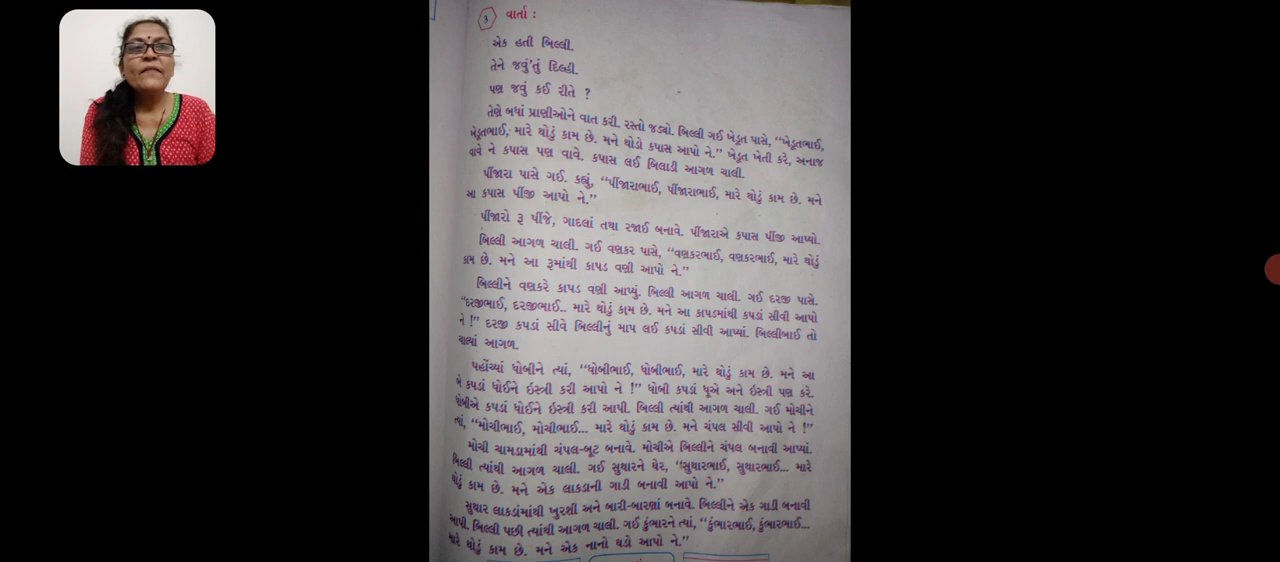 3 વાર્તા :
એક હતી બિલ્લી.
તેને જવું'તું દિલ્હી.
પણ જવું કઈ રીતે ?
તેણે બધાં પ્રાણીઓને વાત કરી. રસ્તો જડ્યો. બિલ્લી ગઈ ખેડૂત પાસે, “ખેડૂતભાઈ,
ખેડૂતભાઈ, મારે થોડું કામ છે. મને થોડો કપાસ આપો ને.” ખેડૂત ખેતી કરે, અનાજ
વાવે ને કપાસ પણ વાવે. કપાસ લઈ બિલાડી આગળ ચાલી.
પીંજારા પાસે ગઈ. કહ્યું, “પીંજારાભાઈ, પીંજારાભાઈ, મારે થોડું કામ છે. મને
આ કપાસ પીંજી આપો ને.”
પીંજારો રૂ પીંજે, ગાદલાં તથા રજાઈ બનાવે. પીંજારાએ કપાસ પીંજી આપ્યો.
બિલ્લી આગળ ચાલી. ગઈ વણકર પાસે, “વણકરભાઈ, વણકરભાઈ, મારે થોડું
કામ છે. મને આ રૂમાંથી કાપડ વણી આપો ને.”
બિલ્લીને વણકરે કાપડ વણી આપ્યું. બિલ્લી આગળ ચાલી. ગઈ દરજી પાસે.
“દરજીભાઈ, દરજીભાઈ.. મારે થોડું કામ છે. મને આ કાપડમાંથી કપડાં સીવી આપો
ને !” દરજી કપડાં સીવે બિલ્લીનું માપ લઈ કપડાં સીવી આપ્યાં. બિલ્લીબાઈ તો
ચાલ્યાં આગળ.
પહોંચ્યાં ધોબીને ત્યાં, “ધોબીભાઈ, ધોબીભાઈ, મારે થોડું કામ છે. મને આ
બે કપડાં ધોઈને ઇસ્ત્રી કરી આપો ને !” ધોબી કપડાં ધૂએ અને ઇસ્ત્રી પણ કરે.
ધોબીએ કપડાં ધોઈને ઇસ્ત્રી કરી આપી. બિલ્લી ત્યાંથી આગળ ચાલી. ગઈ મોચીને
ત્યાં, “મોચીભાઈ, મોચીભાઈ... મારે થોડું કામ છે. મને ચંપલ સીવી આપો ને !”
મોચી ચામડામાંથી ચંપલ-બૂટ બનાવે. મોચીએ બિલ્લીને ચંપલ બનાવી આપ્યાં.
બિલ્લી ત્યાંથી આગળ ચાલી. ગઈ સુથારને ઘેર, “સુથારભાઈ, સુથારભાઈ... મારે
થોડું કામ છે. મને એક લાકડાની ગાડી બનાવી આપો ને.”
સુથાર લાકડાંમાંથી ખુરશી અને બારી-બારણાં બનાવે. બિલ્લીને એક ગાડી બનાવી
આપી. બિલ્લી પછી ત્યાંથી આગળ ચાલી. ગઈ કુંભારને ત્યાં, “કુંભારભાઈ, કુંભારભાઈ...
મારે થોડું કામ છે. મને એક નાનો ઘડો આપો ને.”